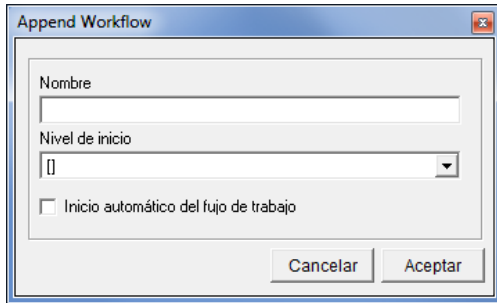 Append Workflow
Nombre
Nivel de inicio
[]
Inicio automático del fujo de trabajo
Cancelar Aceptar